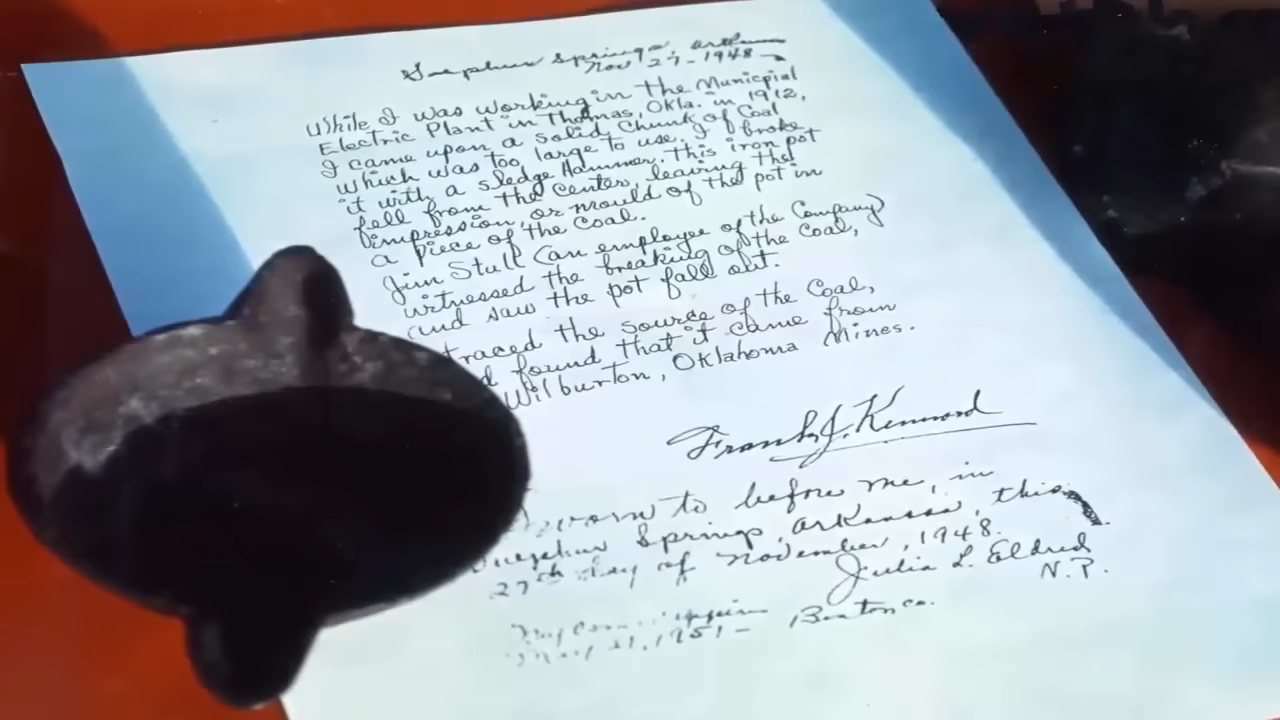 Sulphur Springs, Arkansas
Nov 27-1948
While I was working in the Municpial
Electric Plant in Thomas, Okla. in 1912,
I came upon a solid chunk of Coal
which was too large to use. I broke
it with a sledge Hammer. This iron pot
fell from the center, leaving the
impression, or mould of the pot in
a piece of the Coal.
Jim Stull (an employee of the Company)
witnessed the breaking of the Coal,
and saw the pot fall out.
traced the source of the Coal,
found that it came from
Wilburton, Oklahoma Mines.
Frank J. Kennard
Sworn to before me, in
Sulphur Springs, Arkansas, this
27th day of November, 1948.
Julia L. Eldred
N.P.
My Com
May 21, 1951- Benton co.